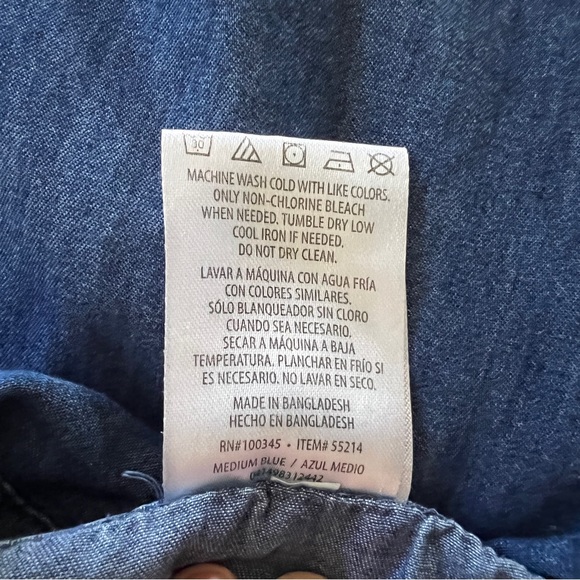 30
MACHINE WASH COLD WITH LIKE COLORS.
ONLY NON-CHLORINE BLEACH
WHEN NEEDED. TUMBLE DRY LOW
COOL IRON IF NEEDED.
DO NOT DRY CLEAN.
LAVAR A MÁQUINA CON AGUA FRÍA
CON COLORES SIMILARES.
SÓLO BLANQUEADOR SIN CLORO
CUANDO SEA NECESARIO.
SECAR A MÁQUINA A BAJA
TEMPERATURA. PLANCHAR EN FRÍO SI
ES NECESARIO. NO LAVAR EN SECO.
MADE IN BANGLADESH
HECHO EN BANGLADESH
RN#100345 • ITEM# 55214
MEDIUM BLUE / AZUL MEDIO